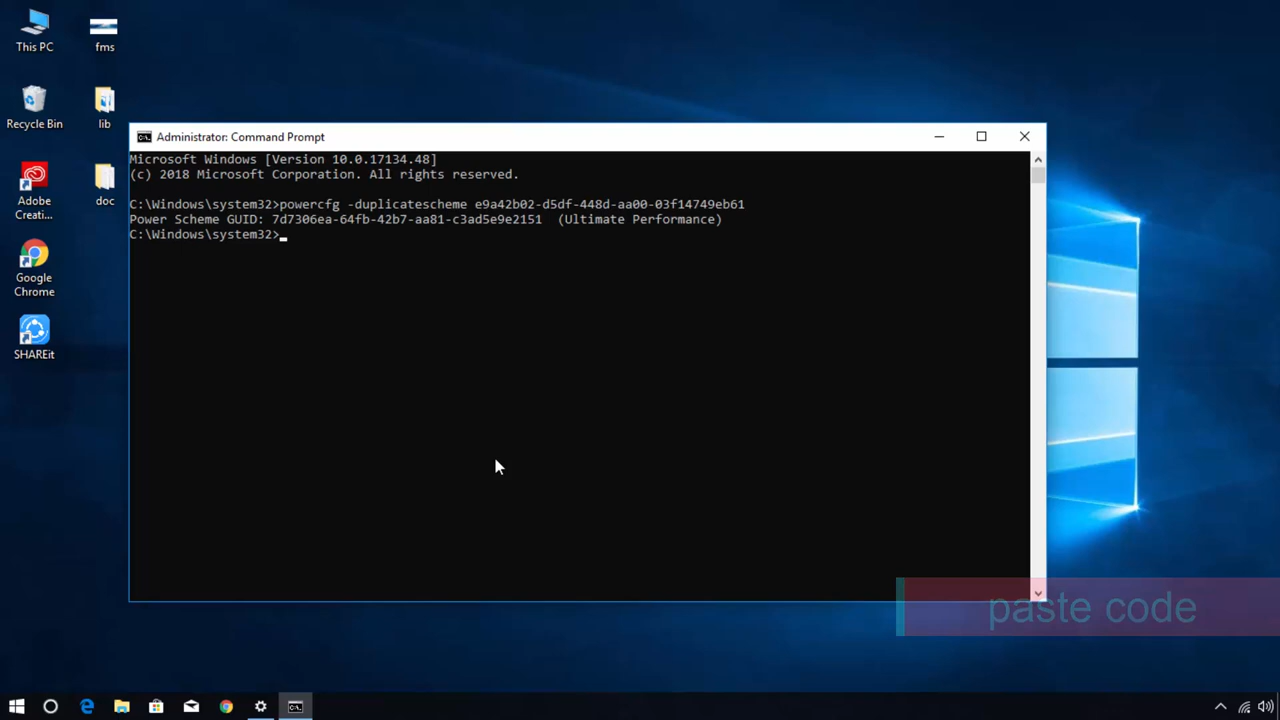 This PC
fms
Recycle Bin
lib
Adobe
Creati...
doc
Google
Chrome
SHAREit
Administrator: Command Prompt
Microsoft Windows [Version 10.0.17134.48]
(c) 2018 Microsoft Corporation. All rights reserved.
C:\Windows\system32>powercfg -duplicatescheme e9a42b02-d5df-448d-aa00-03f14749eb61
Power Scheme GUID: 7d7306ea-64fb-42b7-aa81-c3ad5e9e2151  (Ultimate Performance)
C:\Windows\system32>
paste code